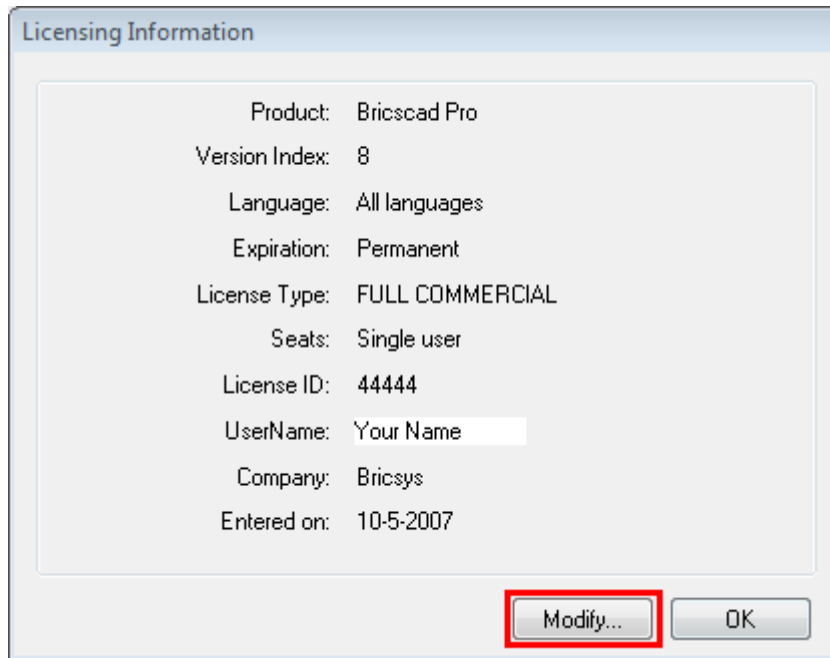 Licensing Information
Product: Bricscad Pro
Version Index: 8
Language: All languages
Expiration: Permanent
License Type: FULL COMMERCIAL
Seats: Single user
License ID: 44444
UserName: Your Name
Company: Bricsys
Entered on: 10-5-2007
Modify... OK